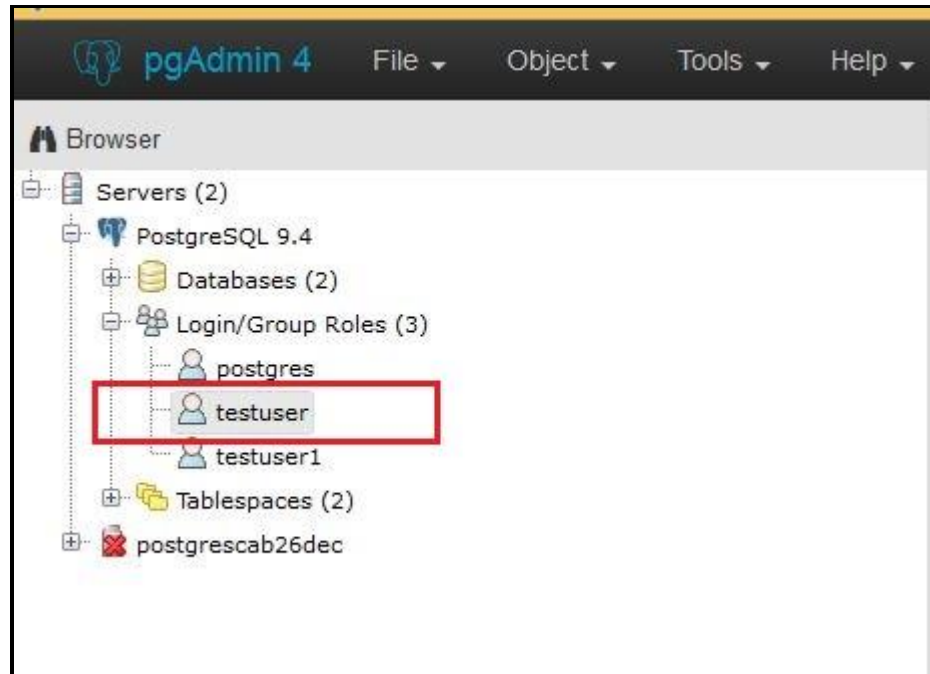 pgAdmin 4 File Object Tools Help
Browser
Servers (2)
PostgreSQL 9.4
Databases (2)
Login/Group Roles (3)
postgres
testuser
testuser1
Tablespaces (2)
postgrescab26dec